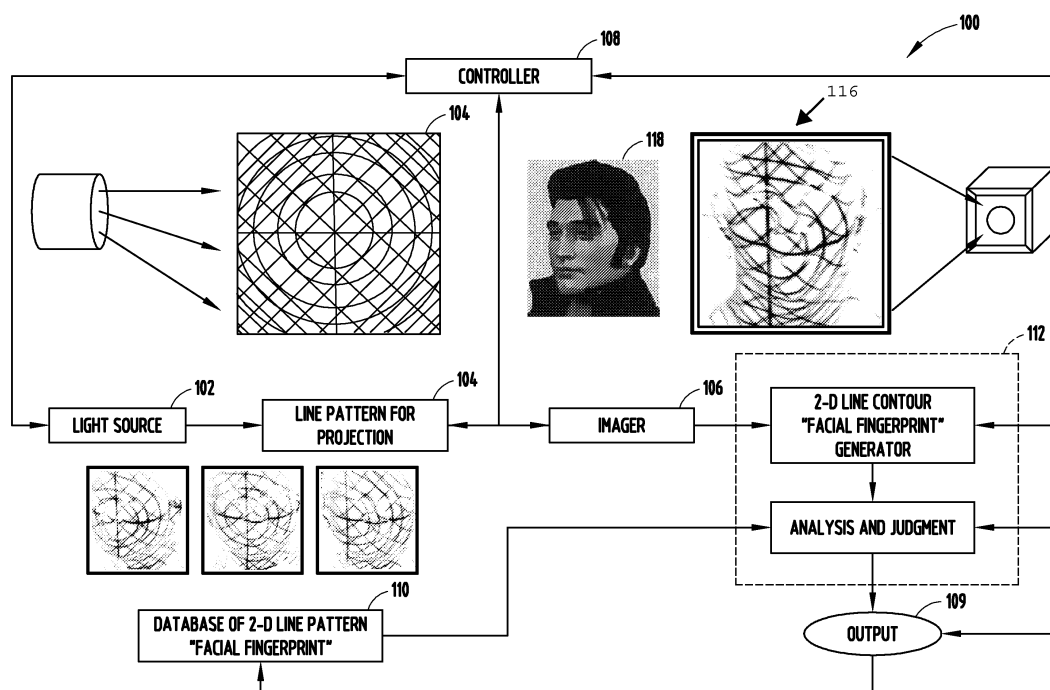 100
108
CONTROLLER
116
104
118
112
102
LIGHT SOURCE
104
LINE PATTERN FOR
PROJECTION
106
IMAGER
2-D LINE CONTOUR
"FACIAL FINGERPRINT"
GENERATOR
ANALYSIS AND JUDGMENT
110
DATABASE OF 2-D LINE PATTERN
"FACIAL FINGERPRINT"
109
OUTPUT